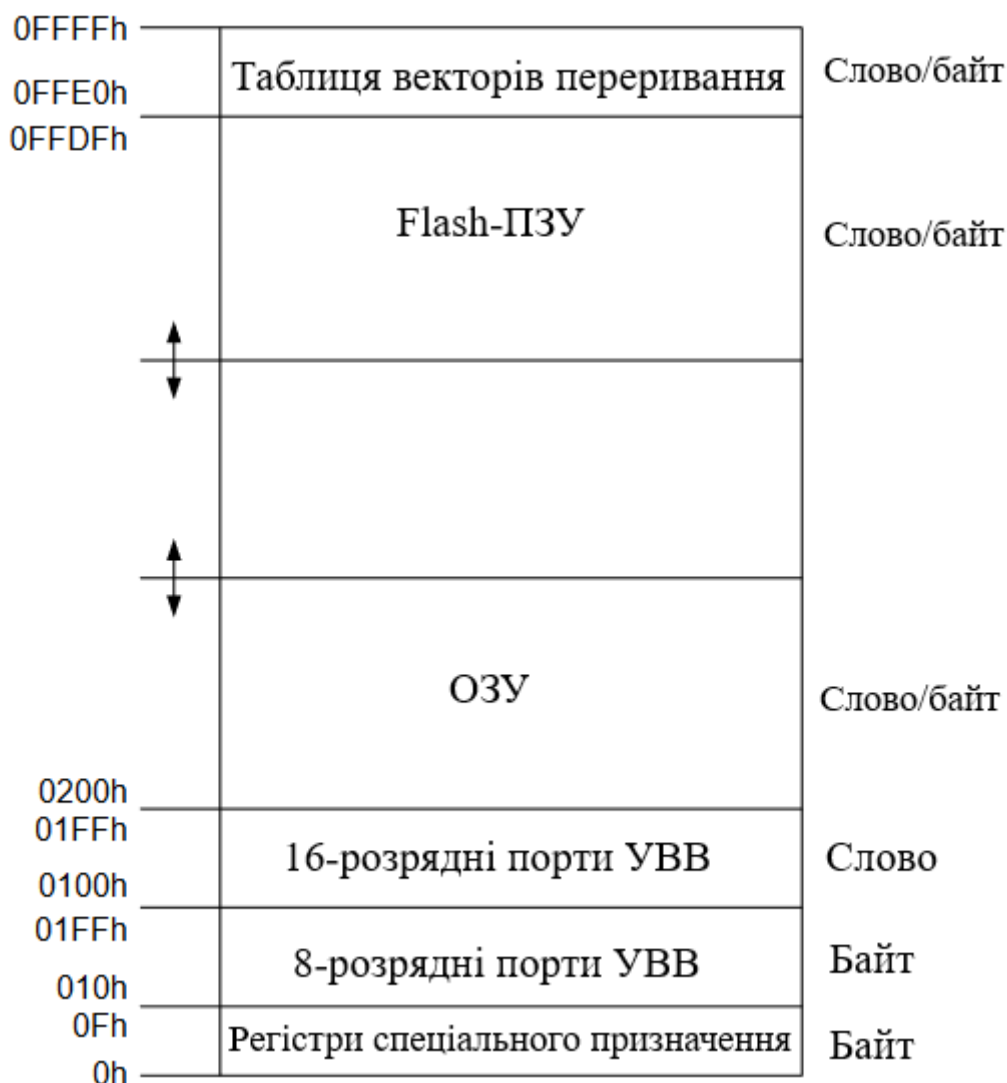 0FFFFh
Таблиця векторів переривання
Слово/байт
0FFE0h
0FFDFh
Flash-ПЗУ
Слово/байт
ОЗУ
Слово/байт
0200h
01FFh
16-розрядні порти УВВ
Слово
0100h
01FFh
8-розрядні порти УВВ
Байт
010h
0Fh
Регістри спеціального призначення
Байт
0h